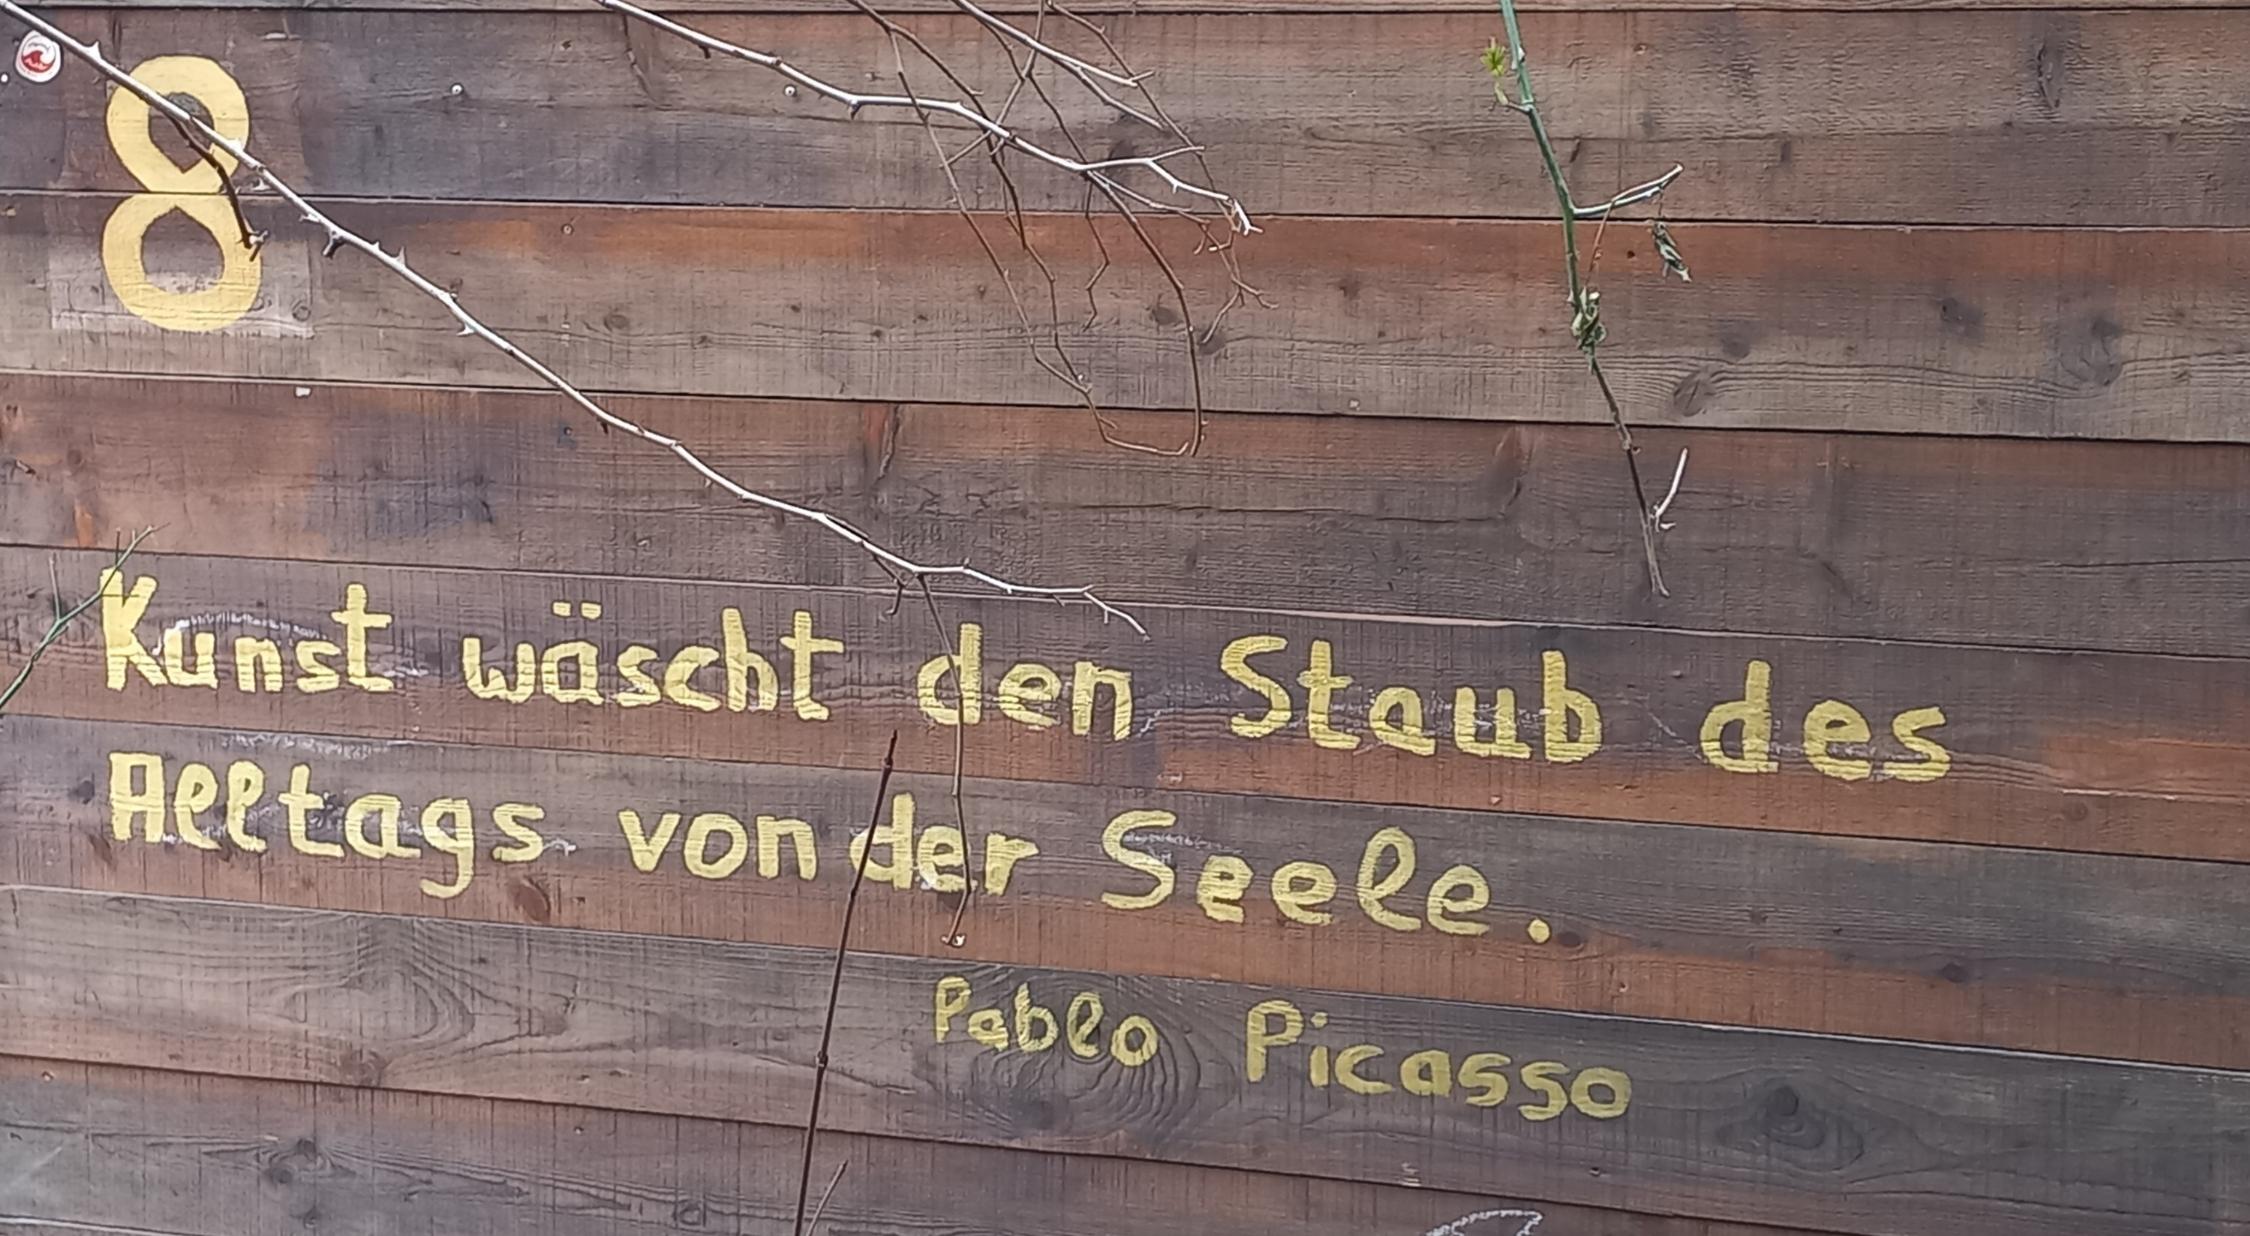 8
Kunst wäscht den Staub des
Alltags von der Seele.
Pablo Picasso